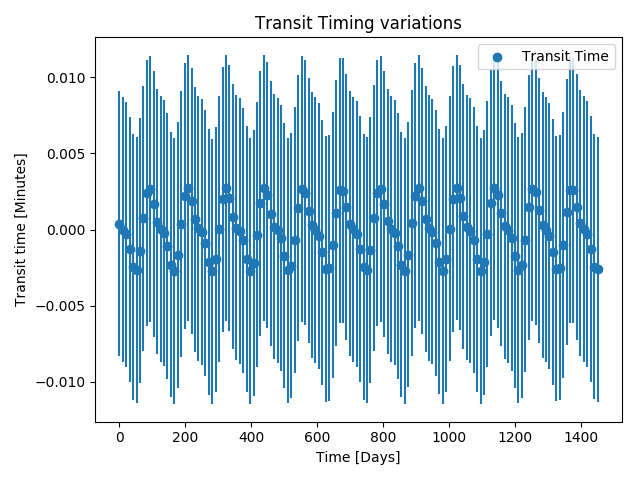 Transit Timing variations
Transit Time
Transit time [Minutes]
0.010
0.005
0.000
−0.005
−0.010
0 200 400 600 800 1000 1200 1400
Time [Days]